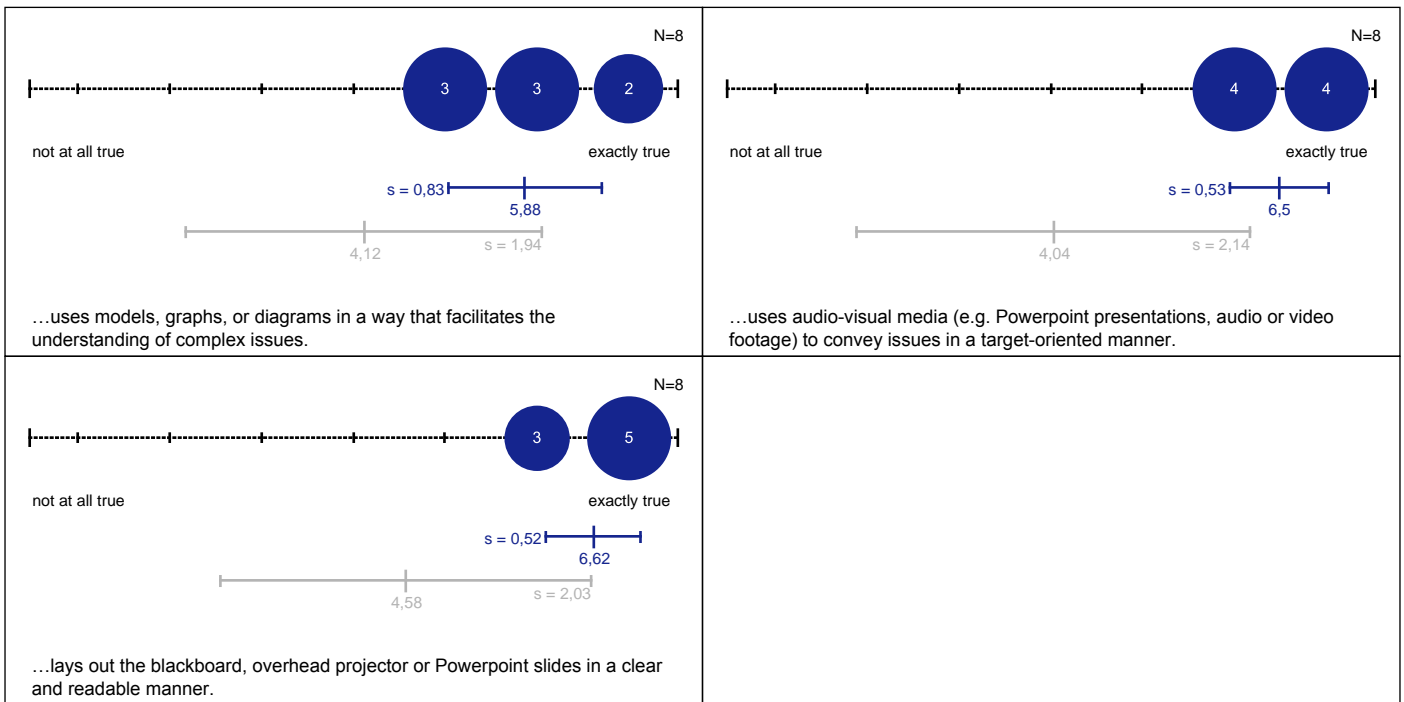 N=8
3 3 2
not at all true exactly true
s = 0,83
5,88
s = 1,94
4,12
…uses models, graphs, or diagrams in a way that facilitates the
understanding of complex issues.
N=8
4 4
not at all true exactly true
s = 0,53
6,5
s = 2,14
4,04
…uses audio-visual media (e.g. Powerpoint presentations, audio or video
footage) to convey issues in a target-oriented manner.
N=8
3 5
not at all true exactly true
s = 0,52
6,62
s = 2,03
4,58
…lays out the blackboard, overhead projector or Powerpoint slides in a clear
and readable manner.